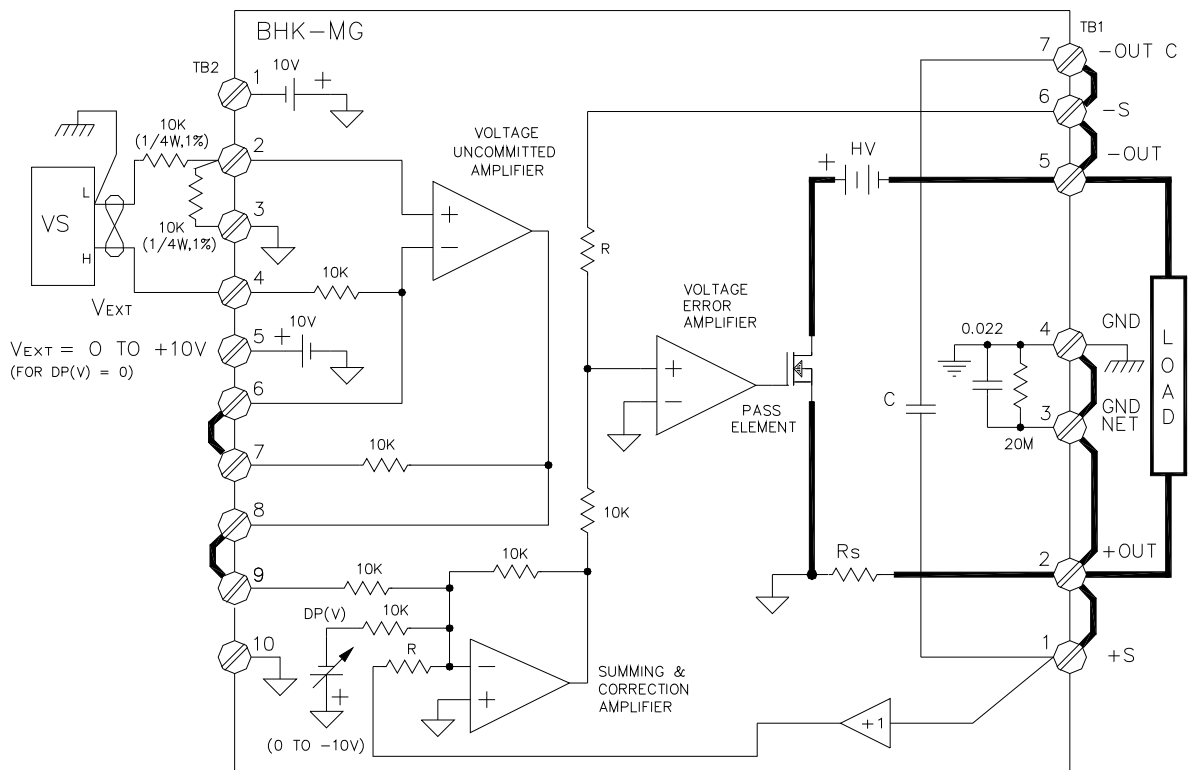 BHK-MG
TB1
TB2
7
-OUT C
1
10V
+
6
-S
10K
(1/4W,1%)
2
VOLTAGE
UNCOMMITTED
AMPLIFIER
HV
+
-OUT
5
L
VS
H
10K
(1/4W,1%)
3
+
−
R
4
10K
VEXT
VOLTAGE
ERROR
AMPLIFIER
VEXT = 0 TO +10V
(FOR DP(V) = 0)
5
+
10V
0.022
4
GND
LOAD
+
−
PASS
ELEMENT
C
6
GND
NET
3
20M
7
10K
8
10K
10K
Rs
2
+OUT
9
10K
DP(V)
10K
R
1
+S
10
−
+
SUMMING &
CORRECTION
AMPLIFIER
+
+1
(0 TO -10V)